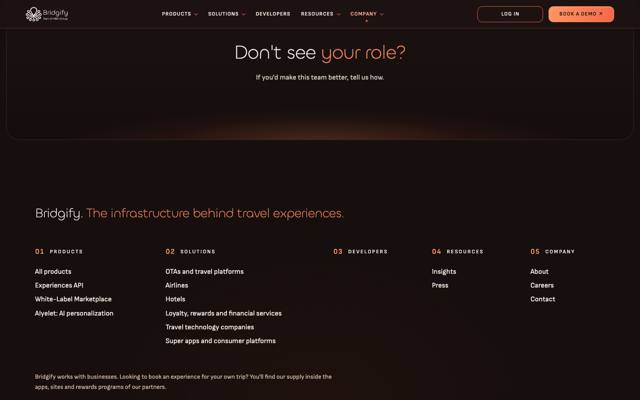 Bridgify
PRODUCTS SOLUTIONS DEVELOPERS RESOURCES COMPANY
LOG IN
BOOK A DEMO ↗
Don't see your role?
If you'd make this team better, tell us how.
Bridgify. The infrastructure behind travel experiences.
01 PRODUCTS
All products
Experiences API
White-Label Marketplace
Aiyelet: AI personalization
02 SOLUTIONS
OTAs and travel platforms
Airlines
Hotels
Loyalty, rewards and financial services
Travel technology companies
Super apps and consumer platforms
03 DEVELOPERS
04 RESOURCES
Insights
Press
05 COMPANY
About
Careers
Contact
Bridgify works with businesses. Looking to book an experience for your own trip? You'll find our supply inside the
apps, sites and rewards programs of our partners.